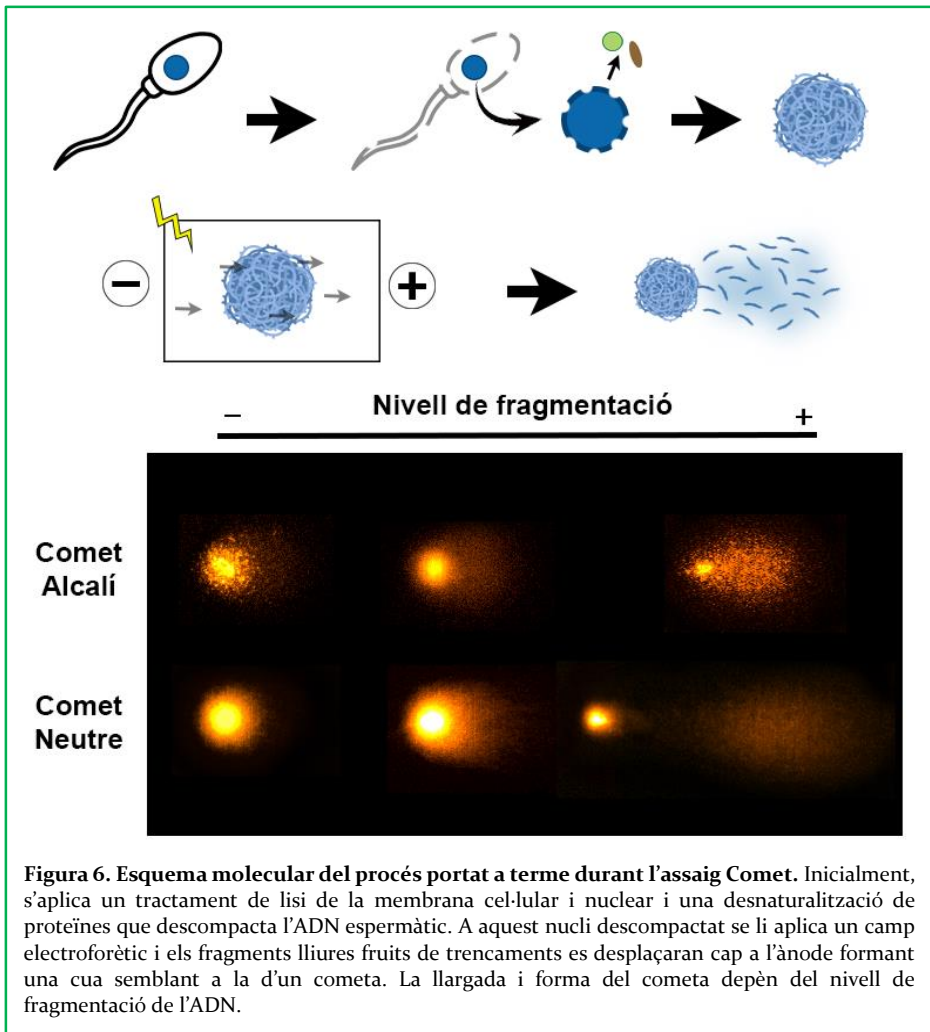 −
+
Nivell de fragmentació
−
+
Comet
Alcalí
Comet
Neutre
Figura 6. Esquema molecular del procés portat a terme durant l’assaig Comet. Inicialment,
s’aplica un tractament de lisi de la membrana cel·lular i nuclear i una desnaturalització de
proteïnes que descompacta l’ADN espermàtic. A aquest nucli descompactat se li aplica un camp
electroforètic i els fragments lliures fruits de trencaments es desplaçaran cap a l’ànode formant
una cua semblant a la d’un cometa. La llargada i forma del cometa depèn del nivell de
fragmentació de l’ADN.